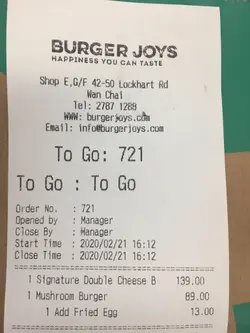 BURGER JOYS
HAPPINESS YOU CAN TASTE
Shop E,G/F 42-50 Lockhart Rd
Wan Chai
Tel: 2787 1288
WWW: burgerjoys.com
Email: info@burgerjoys.com
To Go: 721
To Go : To Go
Order No. : 721
Opened by : Manager
Close By : Manager
Start Time : 2020/02/21 16:12
Close Time : 2020/02/21 16:12
1 Signature Double Cheese B 139.00
1 Mushroom Burger 89.00
1 Add Fried Egg 13.00